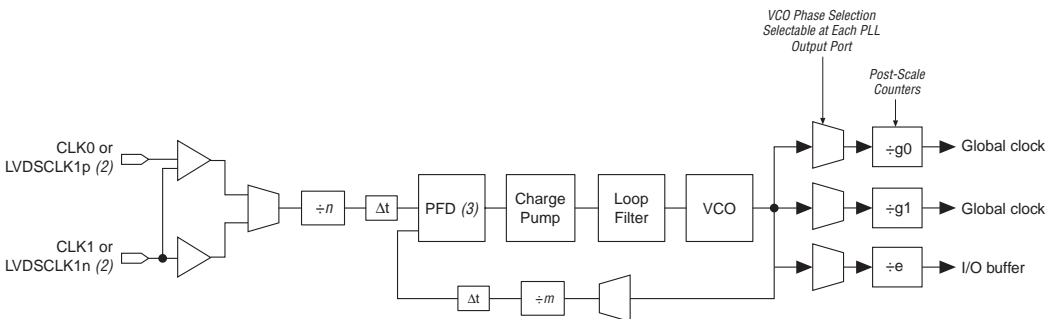 VCO Phase Selection
Selectable at Each PLL
Output Port
Post-Scale
Counters
CLK0 or
LVDSCLK1p (2)
÷n
Δt
PFD (3)
Charge
Pump
Loop
Filter
VCO
÷g0
Global clock
÷g1
Global clock
CLK1 or
LVDSCLK1n (2)
÷e
I/O buffer
Δt
÷m